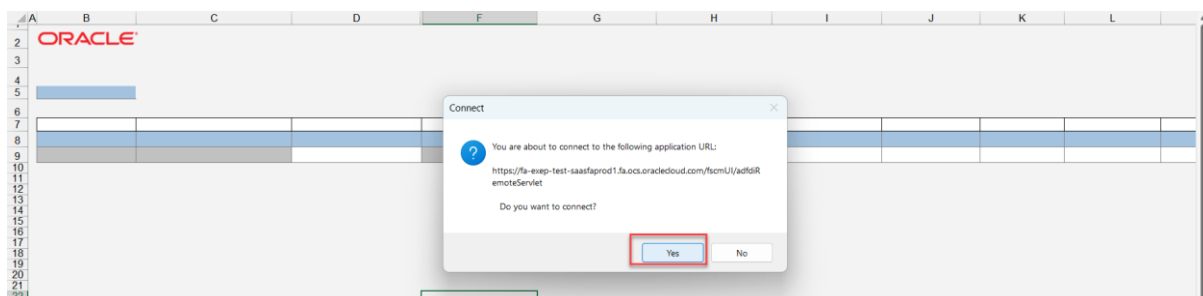 A B C D F G H I J K L
2 ORACLE
3
4
5
Connect
6
7
8 You are about to connect to the following application URL:
9
https://fa-exep-test-saasfaprod1.fa.ocs.oraclecloud.com/fscmUI/adfdiR
10
emoteServlet
11
12
Do you want to connect?
13
14
15
16
17
18 Yes No
19
20
21
22